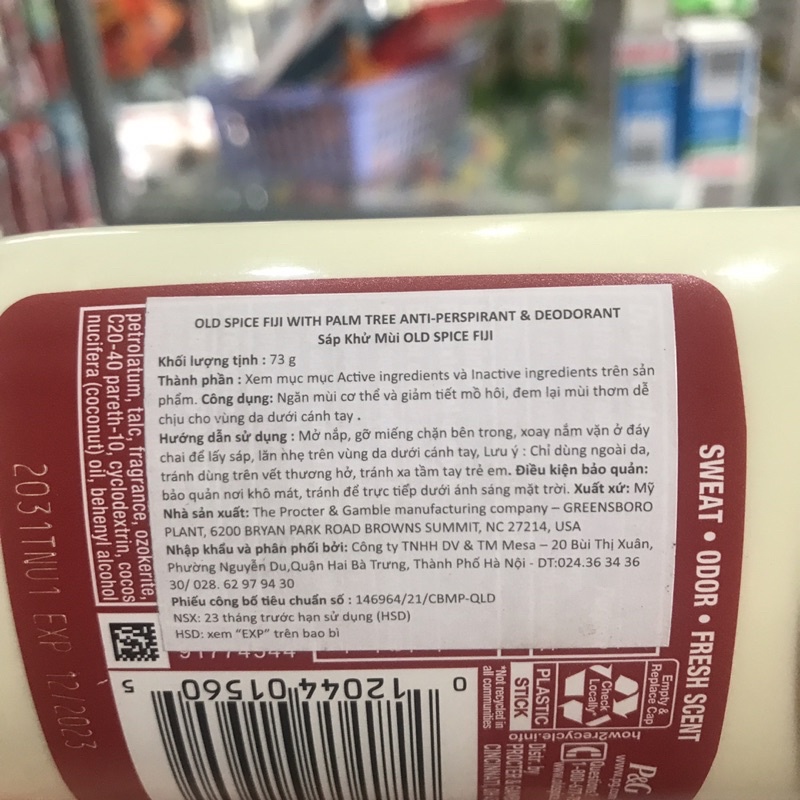 OLD SPICE FIJI WITH PALM TREE ANTI-PERSPIRANT & DEODORANT
Sáp Khử Mùi OLD SPICE FIJI
Khối lượng tịnh : 73 g
Thành phần : Xem mục mục Active ingredients và Inactive ingredients trên sản
phẩm. Công dụng: Ngăn mùi cơ thể và giảm tiết mồ hôi, đem lại mùi thơm dễ
chịu cho vùng da dưới cánh tay .
Hướng dẫn sử dụng : Mở nắp, gỡ miếng chặn bên trong, xoay nấm vặn ở đáy
chai để lấy sáp, lăn nhẹ trên vùng da dưới cánh tay, Lưu ý : Chỉ dùng ngoài da,
tránh dùng trên vết thương hở, tránh xa tầm tay trẻ em. Điều kiện bảo quản:
bảo quản nơi khô mát, tránh để trực tiếp dưới ánh sáng mặt trời. Xuất xứ: Mỹ
Nhà sản xuất: The Procter & Gamble manufacturing company – GREENSBORO
PLANT, 6200 BRYAN PARK ROAD BROWNS SUMMIT, NC 27214, USA
Nhập khẩu và phân phối bởi: Công ty TNHH DV & TM Mesa – 20 Bùi Thị Xuân,
Phường Nguyễn Du,Quận Hai Bà Trưng, Thành Phố Hà Nội - DT:024.36 34 36
30/ 028. 62 97 94 30
Phiếu công bố tiêu chuẩn số : 146964/21/CBMP-QLD
NSX: 23 tháng trước hạn sử dụng (HSD)
HSD: xem "EXP" trên bao bì
petrolatum, talc, fragrance, ozokerite,
C20-40 pareth-10, cyclodextrin, cocos
nucifera (coconut) oil, behenyl alcohol
2031TNU1 EXP 12/2023
SWEAT • ODOR • FRESH SCENT
91774544
0 12044 01560 5
Empty &
Replace Cap
Check
Locally*
PLASTIC
STICK
*Not recycled in
all communities
how2recycle.info
Distr. by
PROCTER &
CINCINNATI,
Questions?
1-800-
P&G
www.pg.